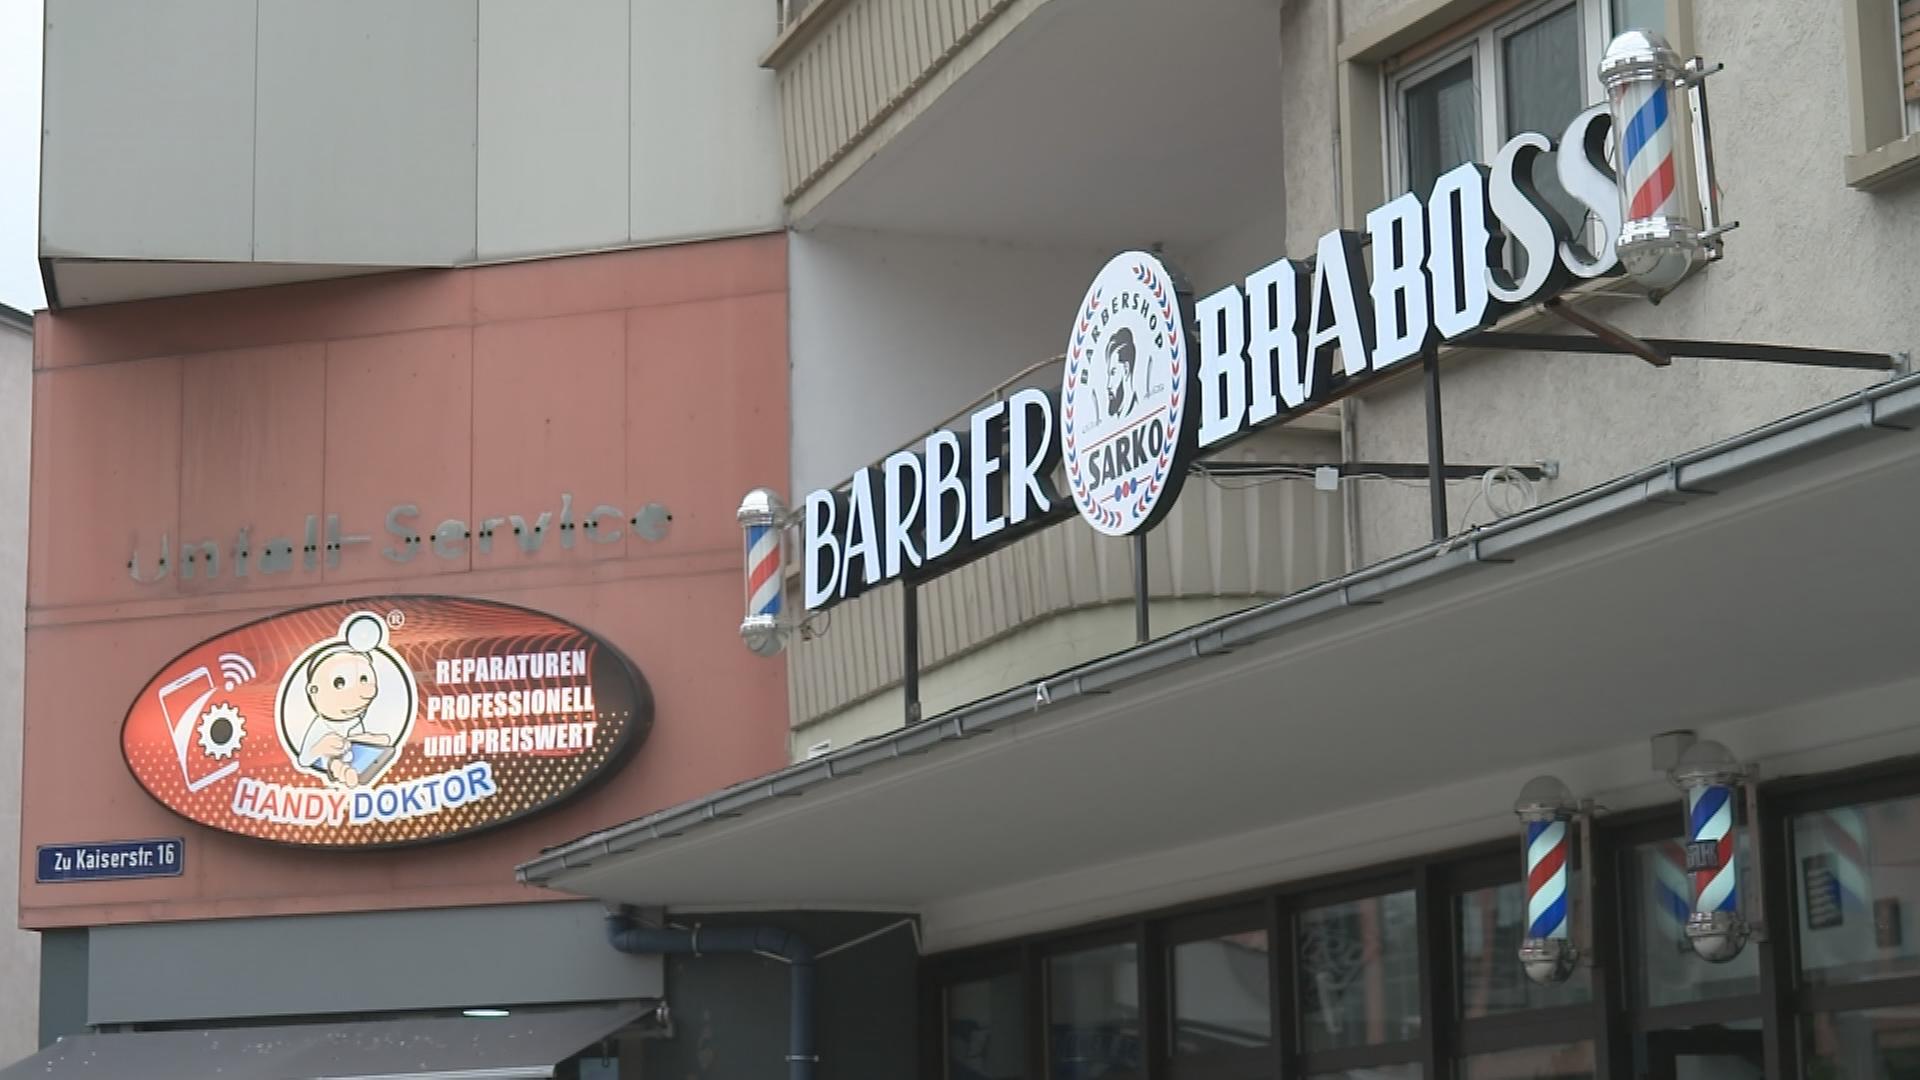 Unfall-Service
®
REPARATUREN
PROFESSIONELL
und PREISWERT
HANDY DOKTOR
Zu Kaiserstr. 16
BARBER BRABOSS
BARBERSHOP
SARKO